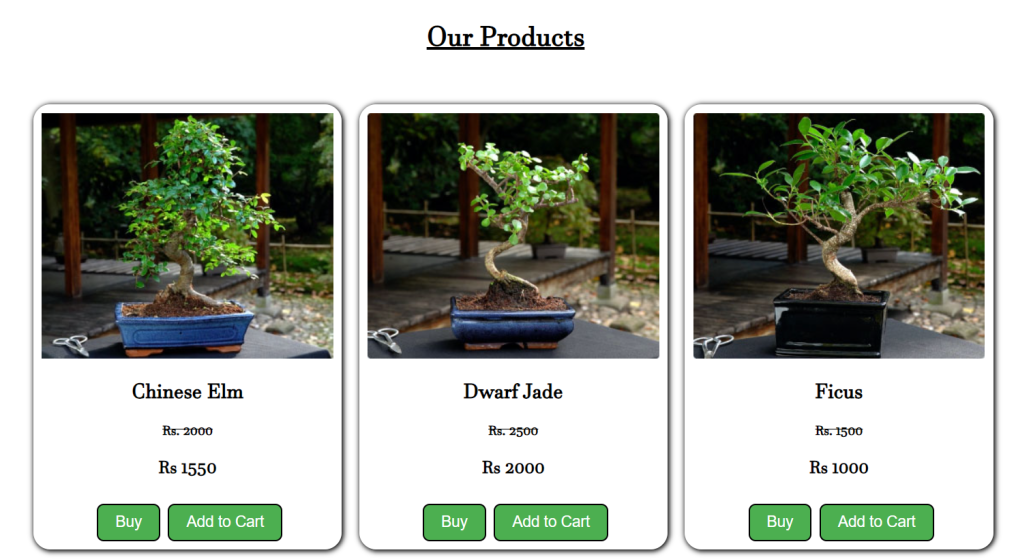 Our Products
Chinese Elm
Rs. 2000
Rs 1550
Buy Add to Cart
Dwarf Jade
Rs. 2500
Rs 2000
Buy Add to Cart
Ficus
Rs. 1500
Rs 1000
Buy Add to Cart